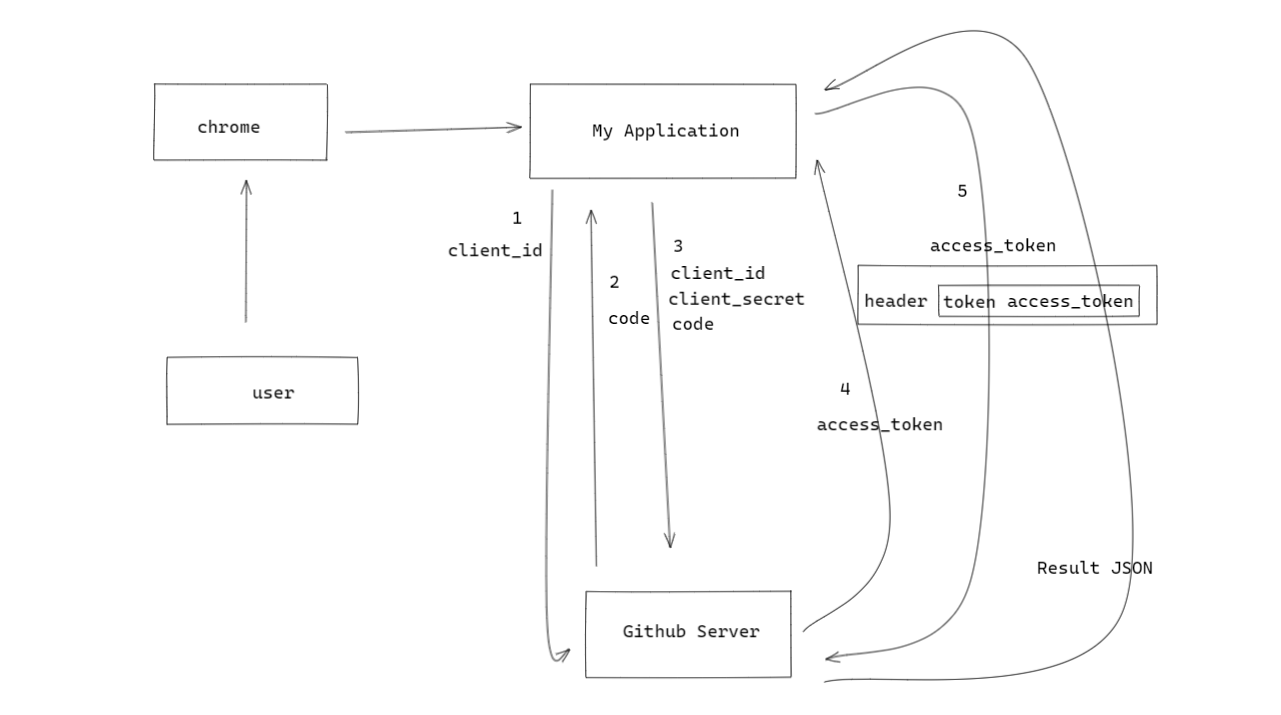 chrome
My Application
user
1
client_id
2
code
3
client_id
client_secret
code
4
access_token
5
access_token
header token access_token
Result JSON
Github Server